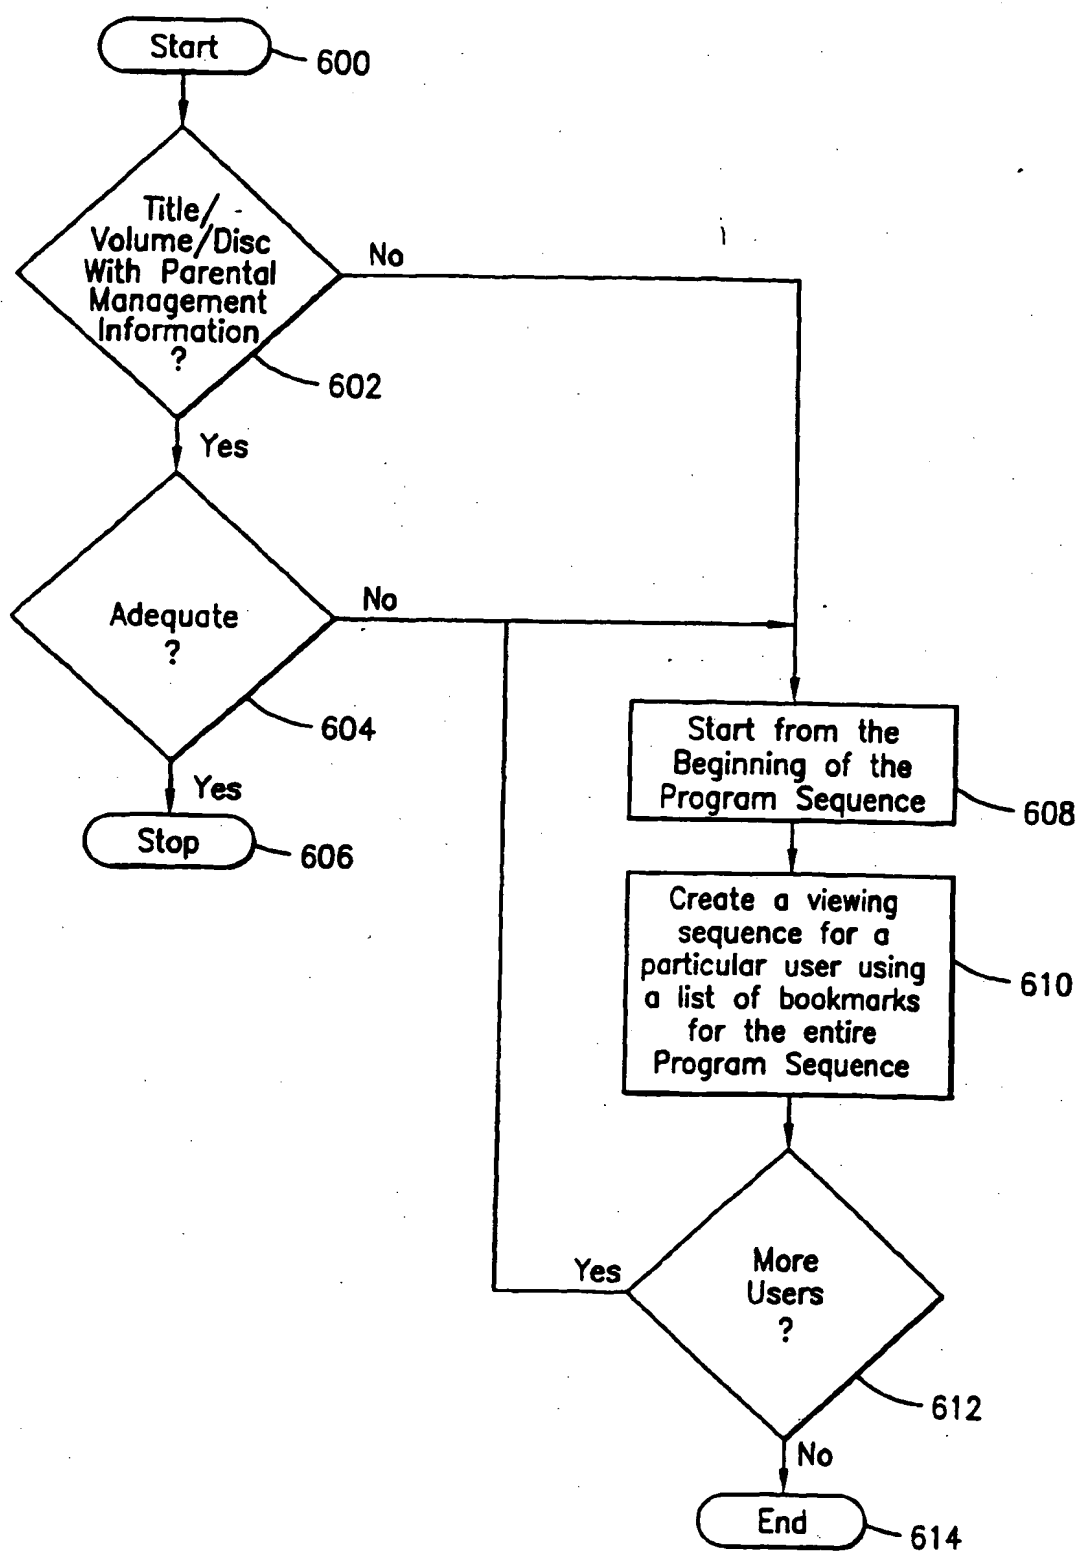 Start
600
Title/
Volume/Disc
With Parental
Management
Information
?
No
602
Yes
Adequate
?
No
604
Yes
Stop
606
Start from the
Beginning of the
Program Sequence
608
Create a viewing
sequence for a
particular user using
a list of bookmarks
for the entire
Program Sequence
610
More
Users
?
Yes
612
No
End
614